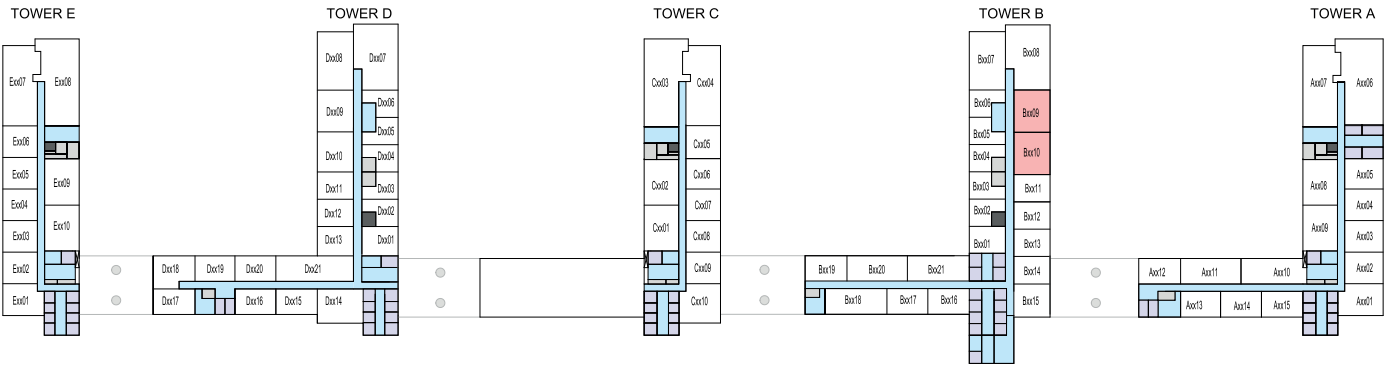 TOWER E
TOWER D
TOWER C
TOWER B
TOWER A
Exx07
Exx08
Exx06
Exx05
Exx09
Exx04
Exx03
Exx10
Exx02
Exx01
Dxx08
Dxx07
Dxx09
Dxx06
Dxx05
Dxx10
Dxx04
Dxx11
Dxx03
Dxx12
Dxx02
Dxx13
Dxx01
Dxx18
Dxx19
Dxx20
Dxx21
Dxx17
Dxx16
Dxx15
Dxx14
Cxx03
Cxx04
Cxx05
Cxx02
Cxx06
Cxx07
Cxx01
Cxx08
Cxx09
Cxx10
Bxx07
Bxx08
Bxx06
Bxx09
Bxx05
Bxx04
Bxx10
Bxx03
Bxx11
Bxx02
Bxx12
Bxx01
Bxx13
Bxx19
Bxx20
Bxx21
Bxx14
Bxx18
Bxx17
Bxx16
Bxx15
Axx07
Axx06
Axx08
Axx05
Axx04
Axx09
Axx03
Axx12
Axx11
Axx10
Axx02
Axx13
Axx14
Axx15
Axx01